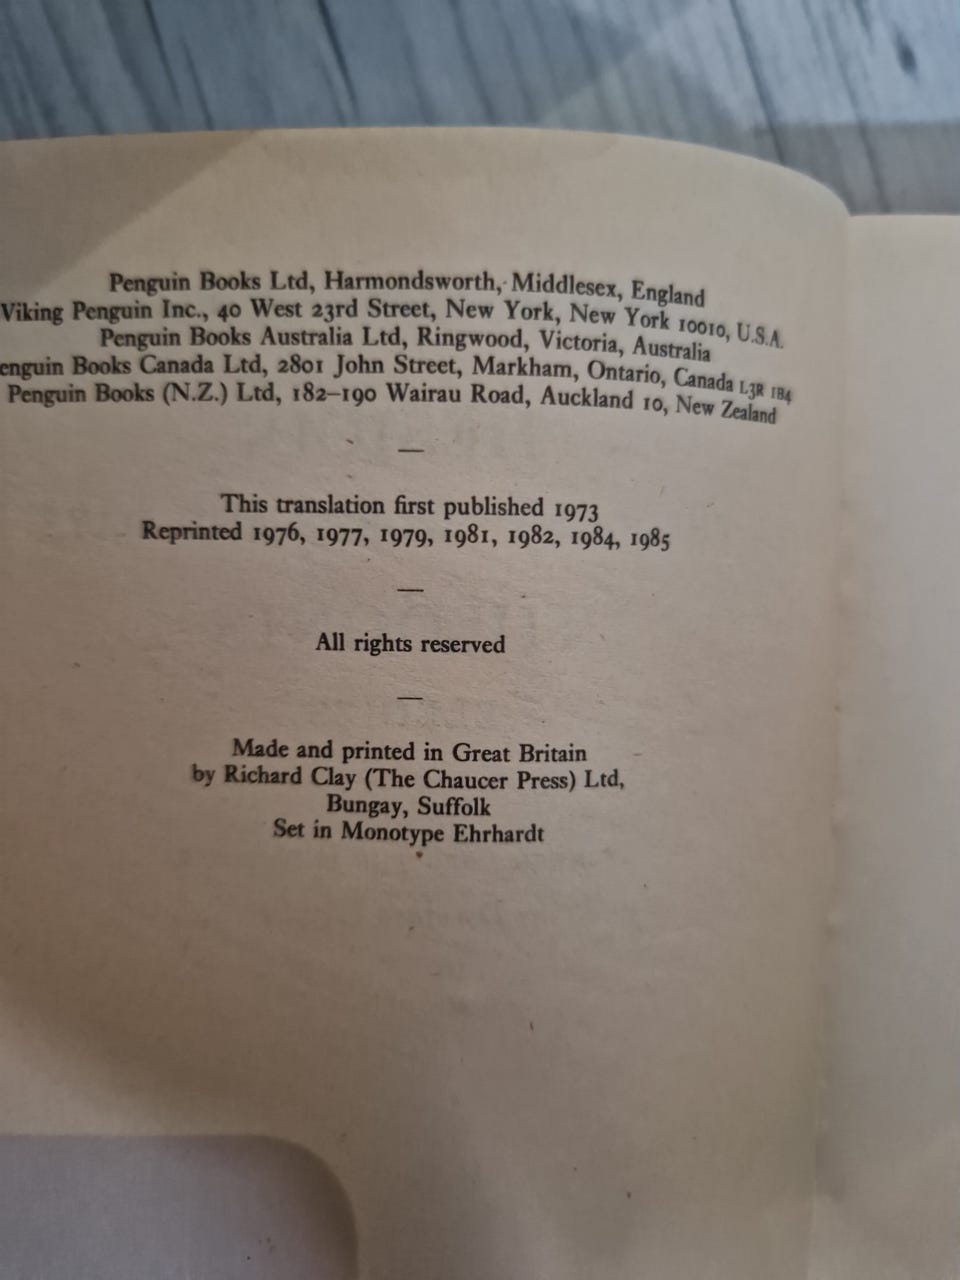 Penguin Books Ltd, Harmondsworth, Middlesex, England
Viking Penguin Inc., 40 West 23rd Street, New York, New York 10010, U.S.A.
Penguin Books Australia Ltd, Ringwood, Victoria, Australia
enguin Books Canada Ltd, 2801 John Street, Markham, Ontario, Canada L3R 1B4
Penguin Books (N.Z.) Ltd, 182–190 Wairau Road, Auckland 10, New Zealand
—
This translation first published 1973
Reprinted 1976, 1977, 1979, 1981, 1982, 1984, 1985
—
All rights reserved
—
Made and printed in Great Britain
by Richard Clay (The Chaucer Press) Ltd,
Bungay, Suffolk
Set in Monotype Ehrhardt